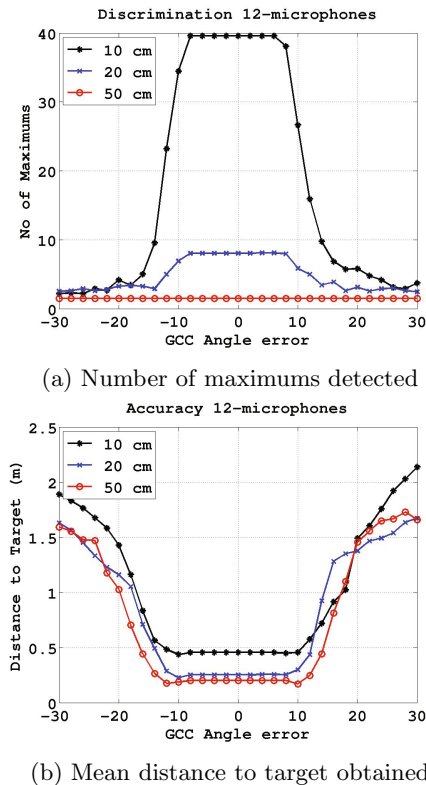 Discrimination 12-microphones
40
30
20
10
0
No of Maximums
10 cm
20 cm
50 cm
-30 -20 -10 0 10 20 30
GCC Angle error
(a) Number of maximums detected
Accuracy 12-microphones
2.5
2
1.5
1
0.5
0
Distance to Target (m)
10 cm
20 cm
50 cm
-30 -20 -10 0 10 20 30
GCC Angle error
(b) Mean distance to target obtained